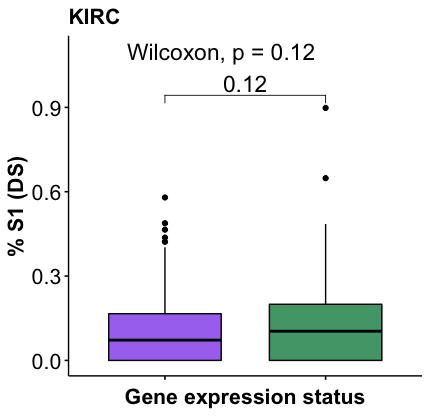 KIRC
Wilcoxon, p = 0.12
0.12
% S1 (DS)
0.9
0.6
0.3
0.0
Gene expression status